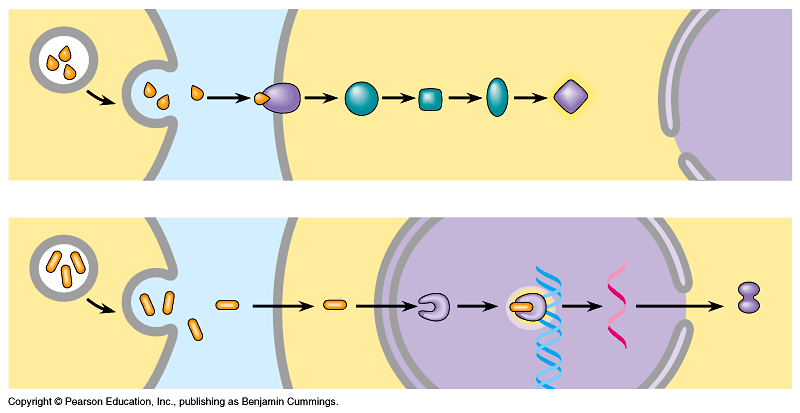 Copyright © Pearson Education, Inc., publishing as Benjamin Cummings.